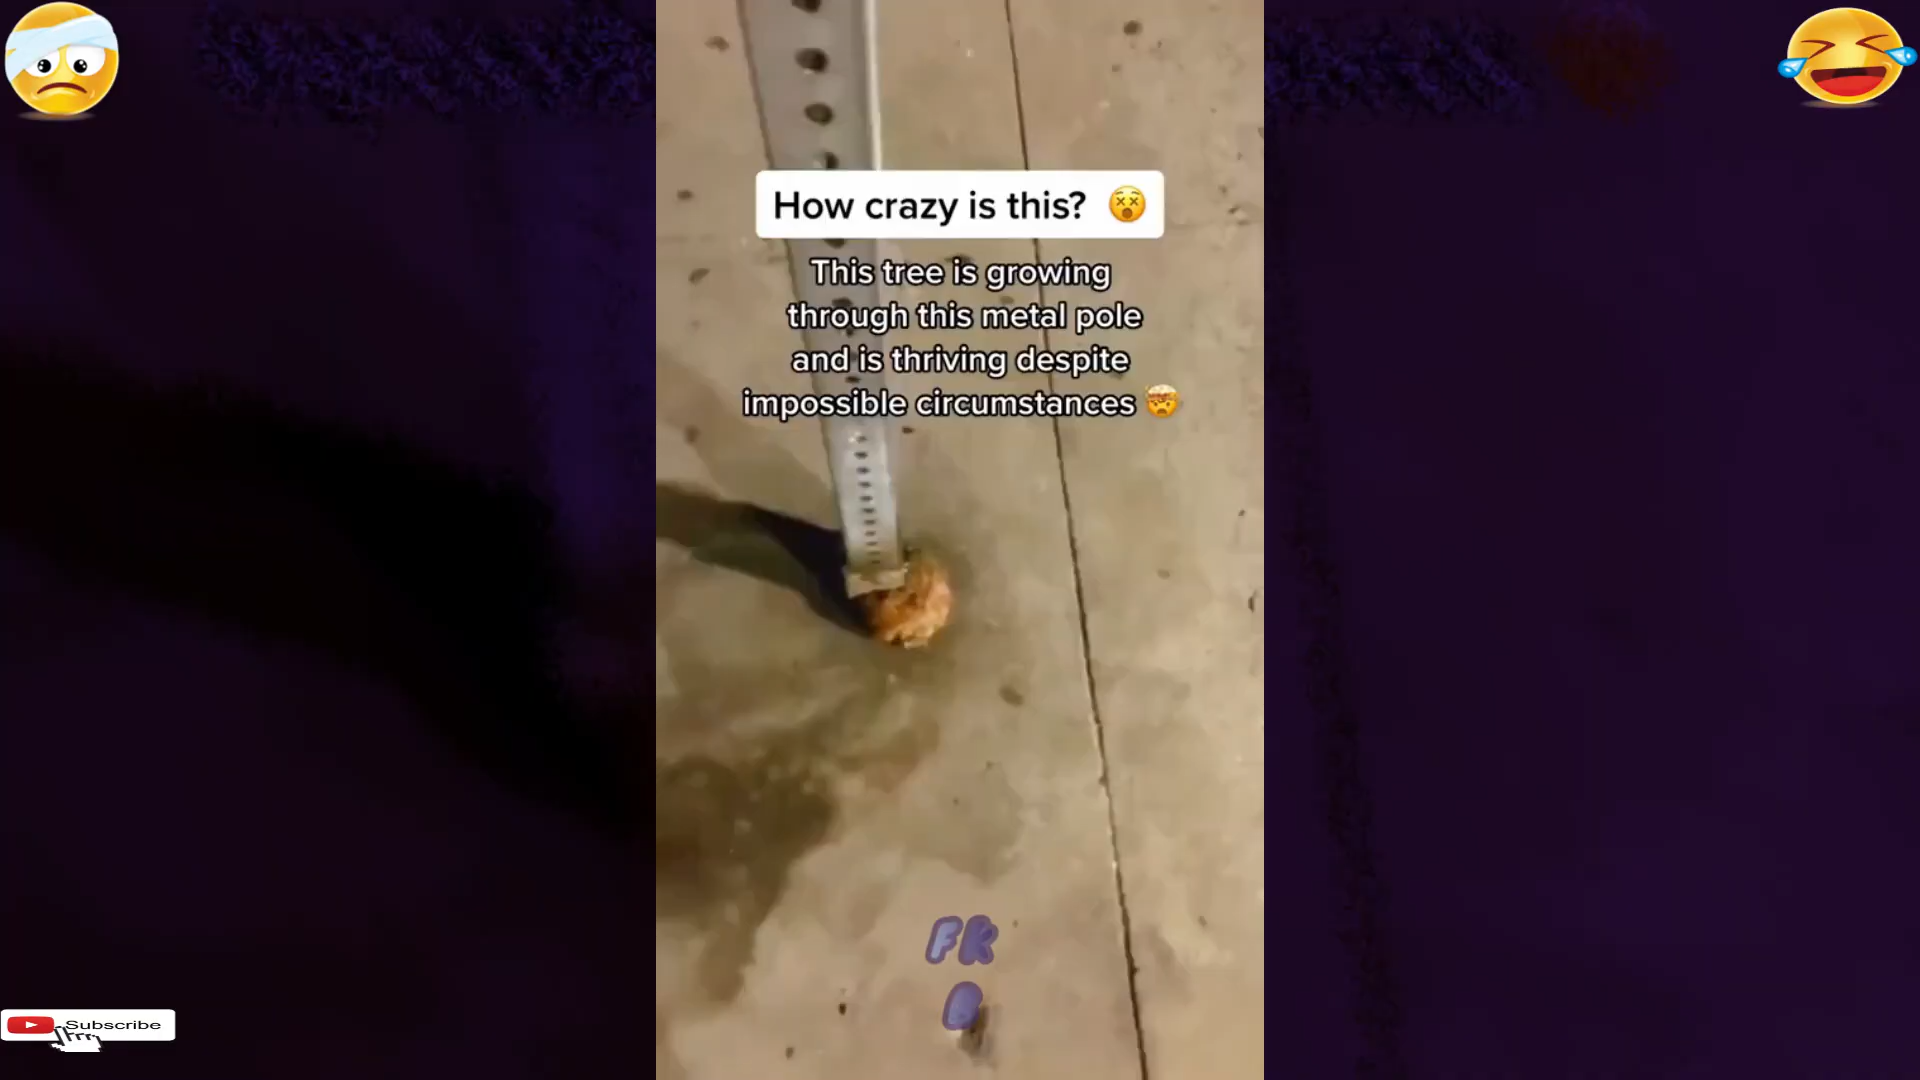 How crazy is this? 😵
This tree is growing
through this metal pole
and is thriving despite
impossible circumstances 🤯
FK
B
Subscribe